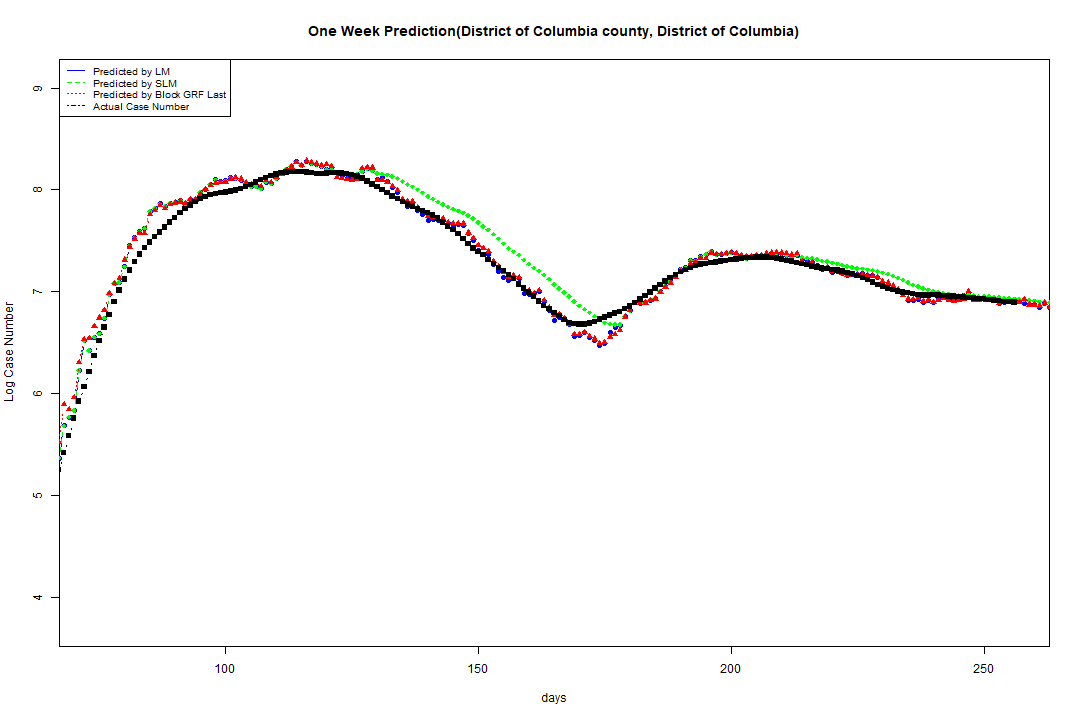 One Week Prediction(District of Columbia county, District of Columbia)
Predicted by LM
Predicted by SLM
Predicted by Block GRF Last
Actual Case Number
9
8
7
6
5
4
Log Case Number
100 150 200 250
days